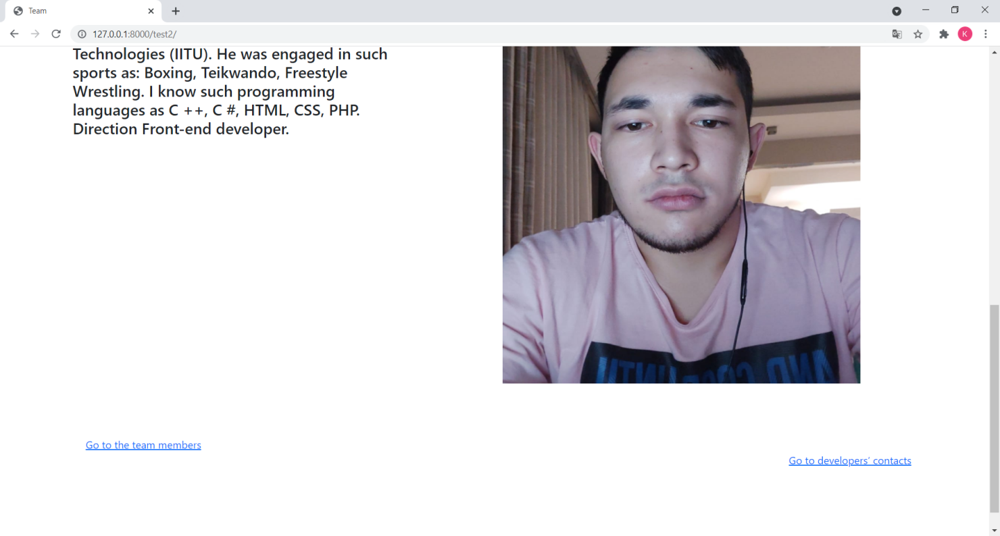 Team
127.0.0.1:8000/test2/
K
Technologies (IITU). He was engaged in such
sports as: Boxing, Teikwando, Freestyle
Wrestling. I know such programming
languages as C ++, C #, HTML, CSS, PHP.
Direction Front-end developer.
AND
Go to the team members
Go to developers' contacts